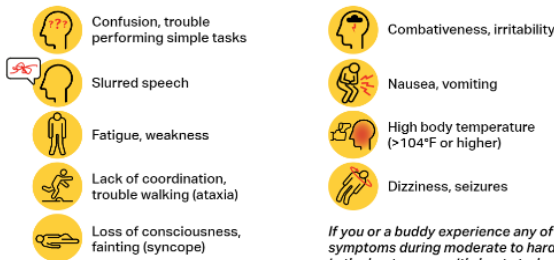 Confusion, trouble
performing simple tasks
Slurred speech
Fatigue, weakness
Lack of coordination,
trouble walking (ataxia)
Loss of consciousness,
fainting (syncope)
Combativeness, irritability
Nausea, vomiting
High body temperature
(>104°F or higher)
Dizziness, seizures
If you or a buddy experience any of
symptoms during moderate to hard